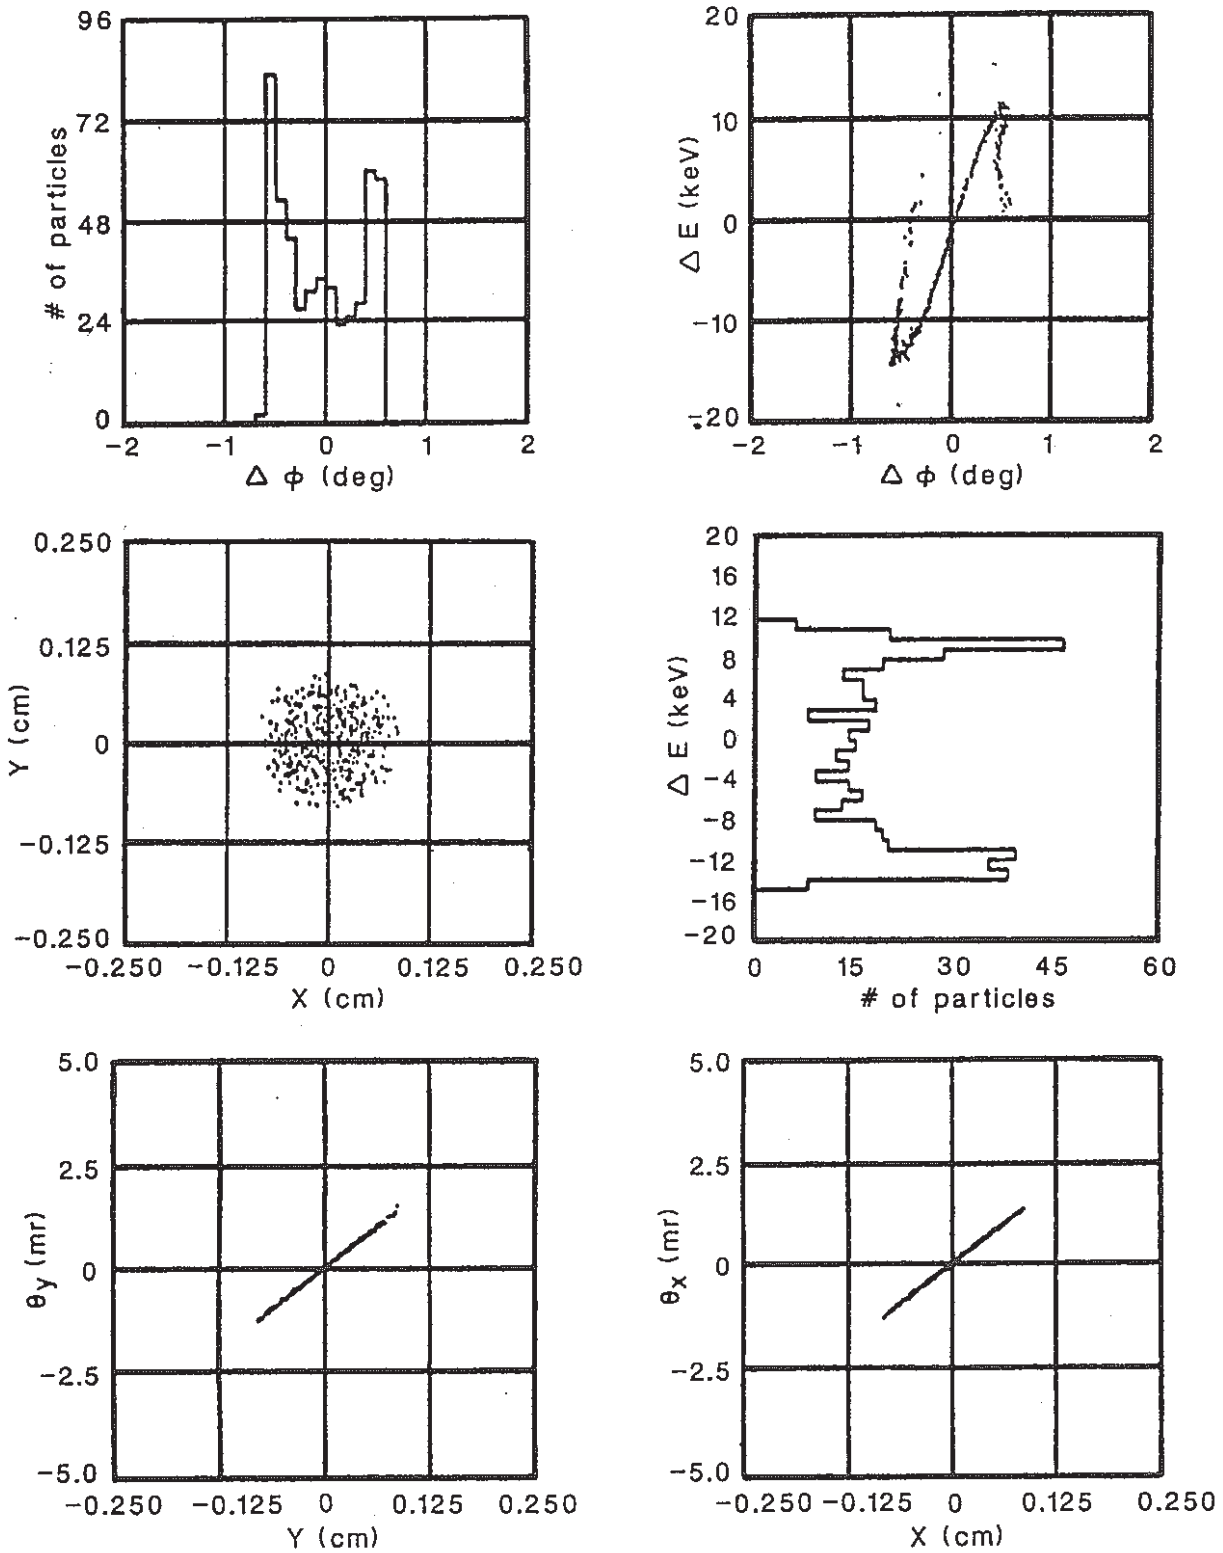 96
72
48
24
0
# of particles
-2 -1 0 1 2
Δ ϕ (deg)
20
10
0
-10
-20
Δ E (keV)
-2 -1 0 1 2
Δ ϕ (deg)
0.250
0.125
0
-0.125
-0.250
Y (cm)
-0.250 -0.125 0 0.125 0.250
X (cm)
20
16
12
8
4
0
-4
-8
-12
-16
-20
Δ E (keV)
0 15 30 45 60
# of particles
5.0
2.5
0
-2.5
-5.0
θy (mr)
-0.250 -0.125 0 0.125 0.250
Y (cm)
5.0
2.5
0
-2.5
-5.0
θx (mr)
-0.250 -0.125 0 0.125 0.250
X (cm)